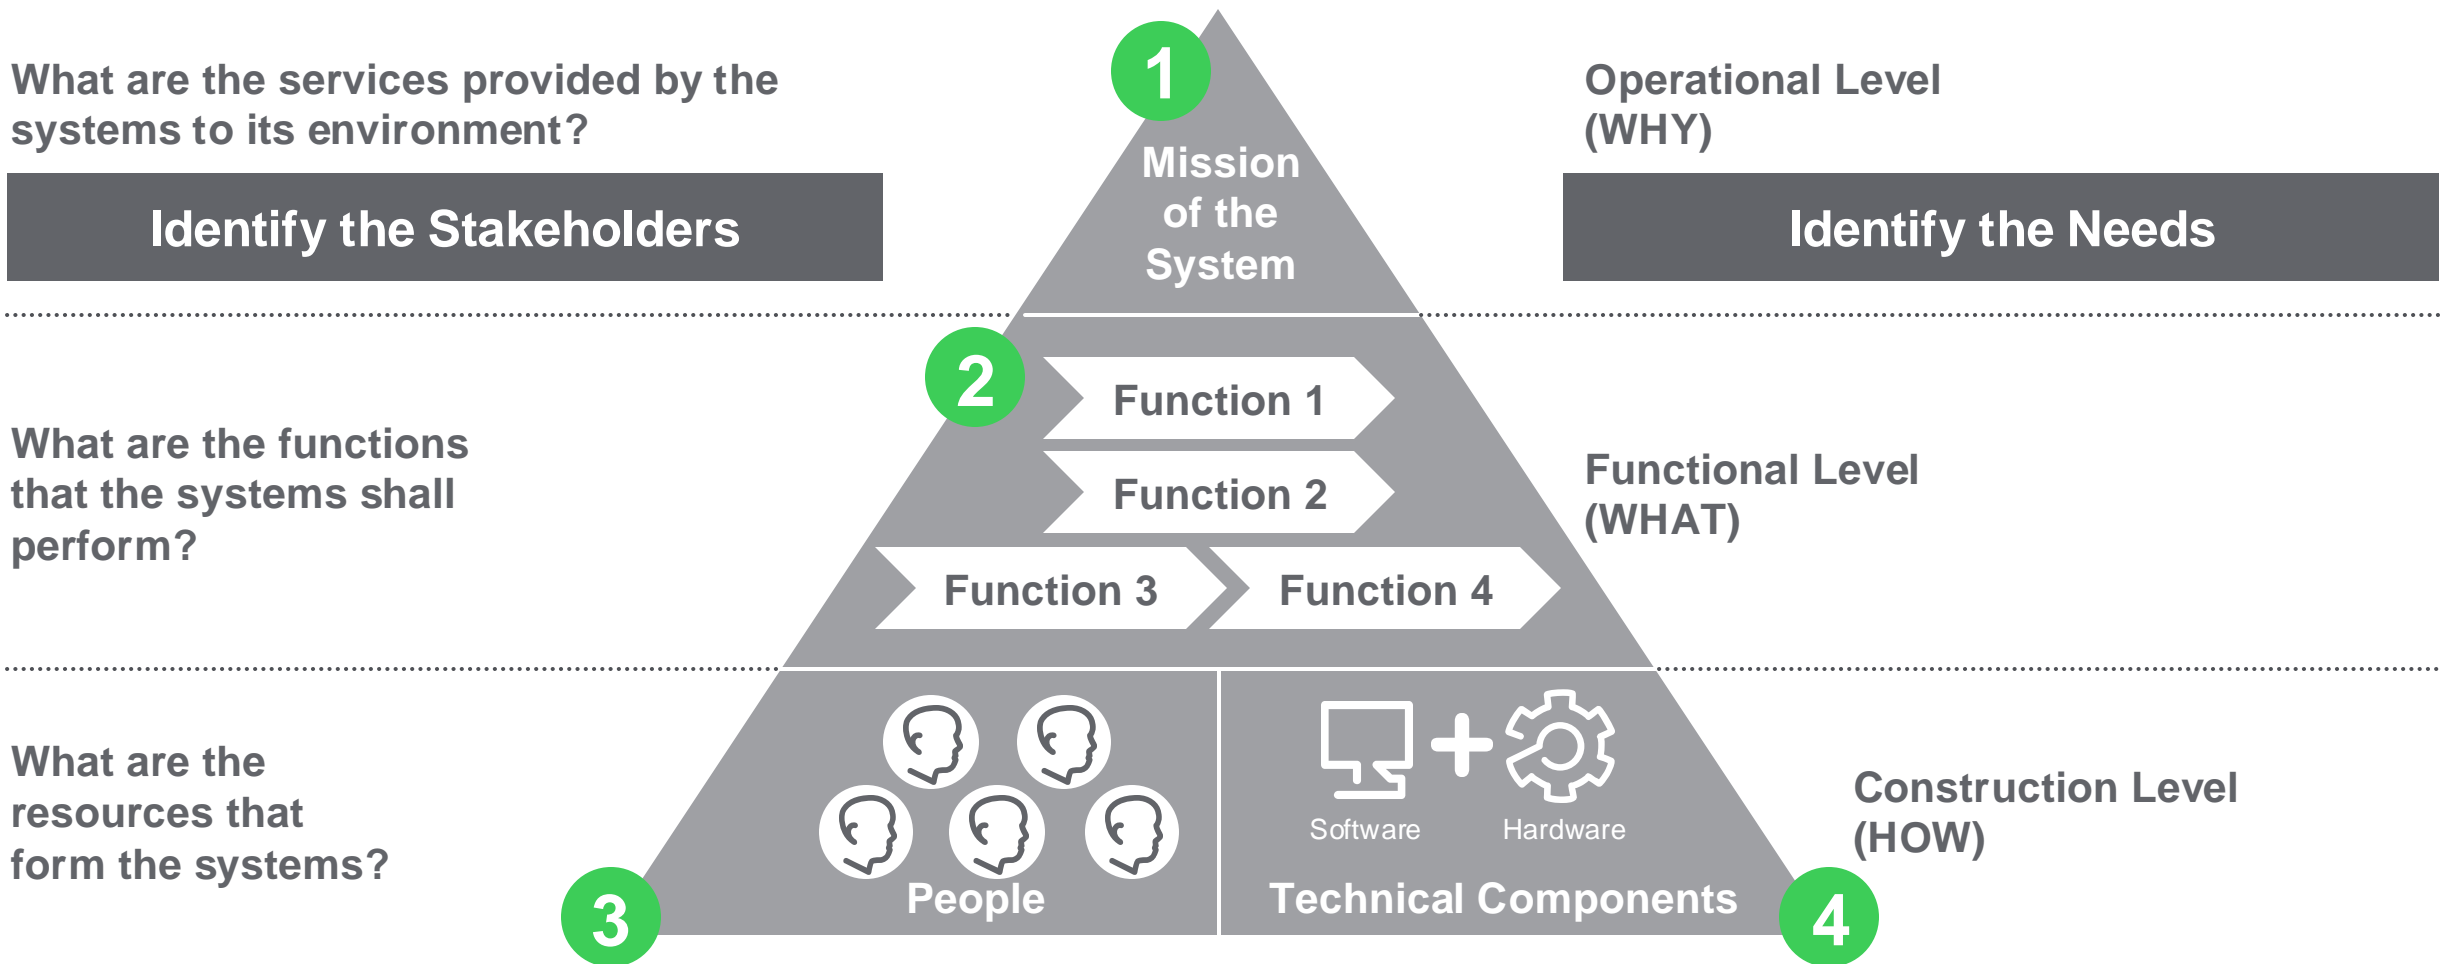 What are the services provided by the
systems to its environment?
1
Mission
of the
System
Operational Level
(WHY)
Identify the Stakeholders
Identify the Needs
What are the functions
that the systems shall
perform?
2
Function 1
Function 2
Function 3
Function 4
Functional Level
(WHAT)
What are the
resources that
form the systems?
3
People
Software
Hardware
Technical Components
4
Construction Level
(HOW)